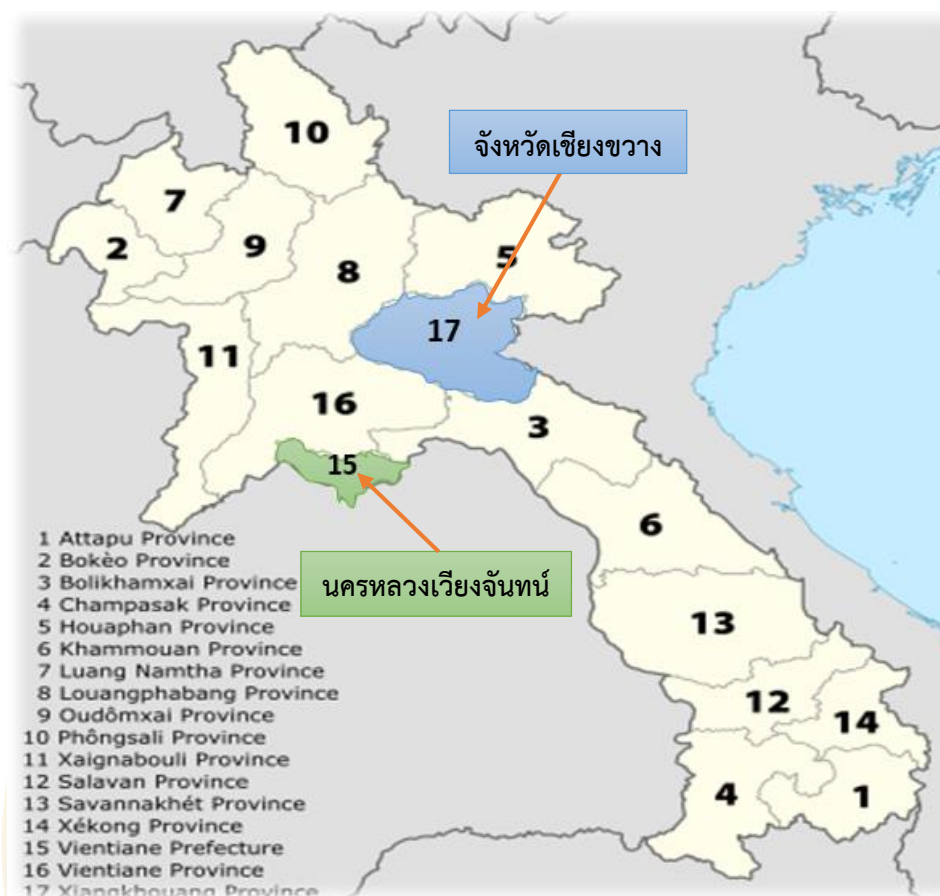 10
จังหวัดเชียงขวาง
7
2
9
5
8
17
11
16
3
15
6
นครหลวงเวียงจันทน์
13
12
14
4
1
1 Attapu Province
2 Bokèo Province
3 Bolikhamxai Province
4 Champasak Province
5 Houaphan Province
6 Khammouan Province
7 Luang Namtha Province
8 Louangphabang Province
9 Oudômxai Province
10 Phôngsali Province
11 Xaignabouli Province
12 Salavan Province
13 Savannakhét Province
14 Xékong Province
15 Vientiane Prefecture
16 Vientiane Province
17 Xiangkhouang Province